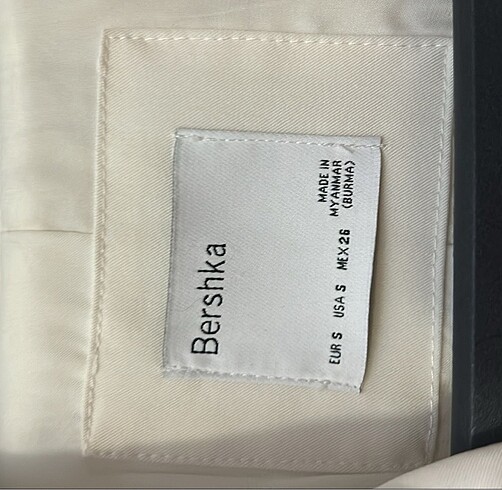 Bershka
EUR S USA S MEX 26
MADE IN
MYANMAR
(BURMA)